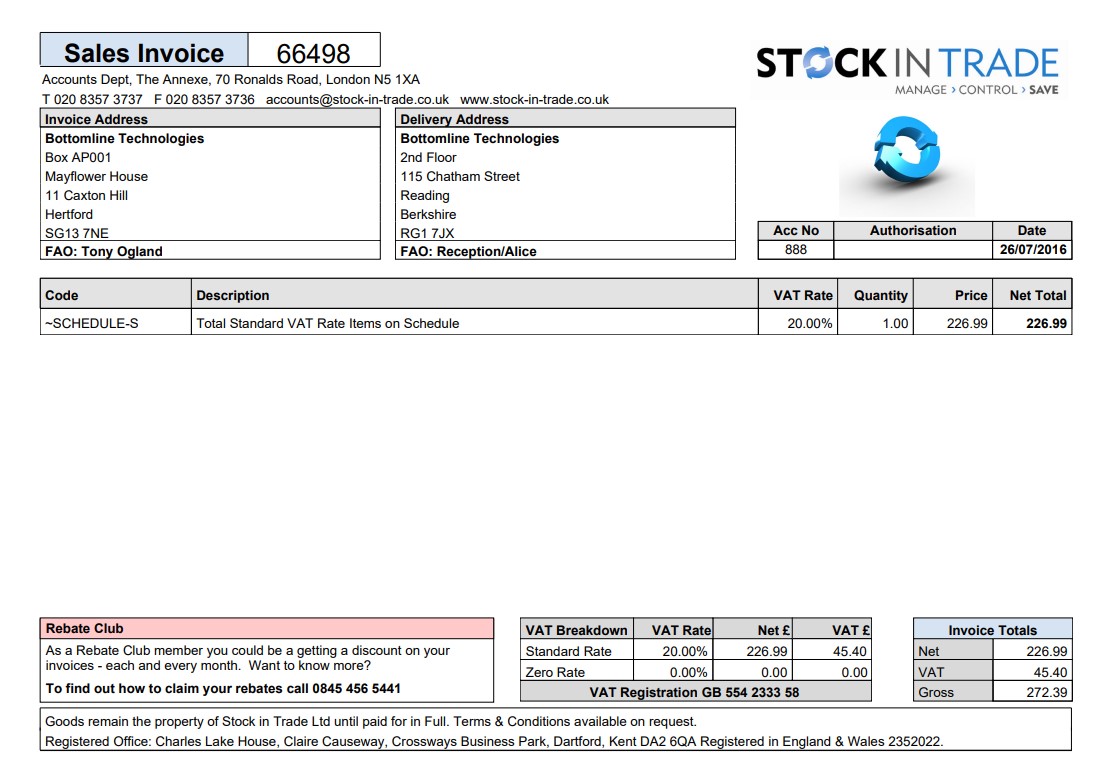 Sales Invoice 66498
STOCK IN TRADE
MANAGE › CONTROL › SAVE
Accounts Dept, The Annexe, 70 Ronalds Road, London N5 1XA
T 020 8357 3737 F 020 8357 3736 accounts@stock-in-trade.co.uk www.stock-in-trade.co.uk
Invoice Address
Bottomline Technologies
Box AP001
Mayflower House
11 Caxton Hill
Hertford
SG13 7NE
FAO: Tony Ogland
Delivery Address
Bottomline Technologies
2nd Floor
115 Chatham Street
Reading
Berkshire
RG1 7JX
FAO: Reception/Alice
Acc No Authorisation Date
888 26/07/2016
Code Description VAT Rate Quantity Price Net Total
~SCHEDULE-S Total Standard VAT Rate Items on Schedule 20.00% 1.00 226.99 226.99
Rebate Club
As a Rebate Club member you could be a getting a discount on your
invoices - each and every month. Want to know more?
To find out how to claim your rebates call 0845 456 5441
VAT Breakdown VAT Rate Net £ VAT £
Standard Rate 20.00% 226.99 45.40
Zero Rate 0.00% 0.00 0.00
VAT Registration GB 554 2333 58
Invoice Totals
Net 226.99
VAT 45.40
Gross 272.39
Goods remain the property of Stock in Trade Ltd until paid for in Full. Terms & Conditions available on request.
Registered Office: Charles Lake House, Claire Causeway, Crossways Business Park, Dartford, Kent DA2 6QA Registered in England & Wales 2352022.